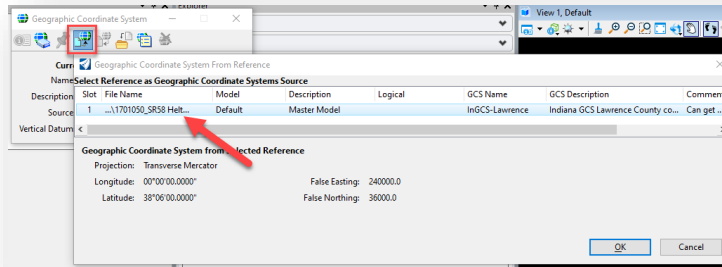 Explorer
Geographic Coordinate System
View 1, Default
Geographic Coordinate System From Reference
Select Reference as Geographic Coordinate Systems Source
Slot File Name Model Description Logical GCS Name GCS Description Commen
1 ...\1701050_SR58 Helt... Default Master Model InGCS-Lawrence Indiana GCS Lawrence County co... Can get ...
Curr
Name
Description
Source
Vertical Datum
Geographic Coordinate System from Selected Reference
Projection: Transverse Mercator
Longitude: 00°00'00.0000" False Easting: 240000.0
Latitude: 38°06'00.0000" False Northing: 36000.0
OK Cancel